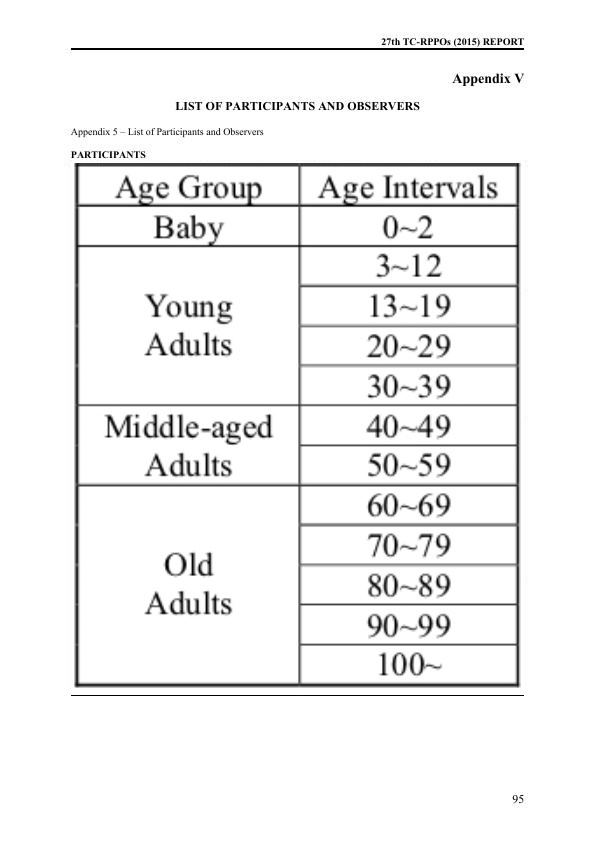 27th TC-RPPOs (2015) REPORT
Appendix V
LIST OF PARTICIPANTS AND OBSERVERS
Appendix 5 – List of Participants and Observers
PARTICIPANTS
Age Group Age Intervals
Baby 0~2
Young Adults 3~12
13~19
20~29
30~39
Middle-aged Adults 40~49
50~59
Old Adults 60~69
70~79
80~89
90~99
100~
95